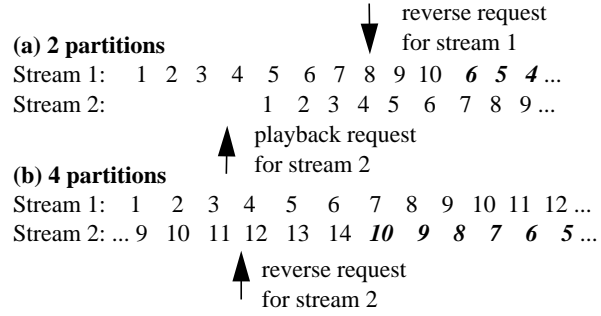 reverse request
for stream 1
(a) 2 partitions
Stream 1: 1 2 3 4 5 6 7 8 9 10 6 5 4 ...
Stream 2: 1 2 3 4 5 6 7 8 9 ...
playback request
for stream 2
(b) 4 partitions
Stream 1: 1 2 3 4 5 6 7 8 9 10 11 12 ...
Stream 2: ... 9 10 11 12 13 14 10 9 8 7 6 5 ...
reverse request
for stream 2